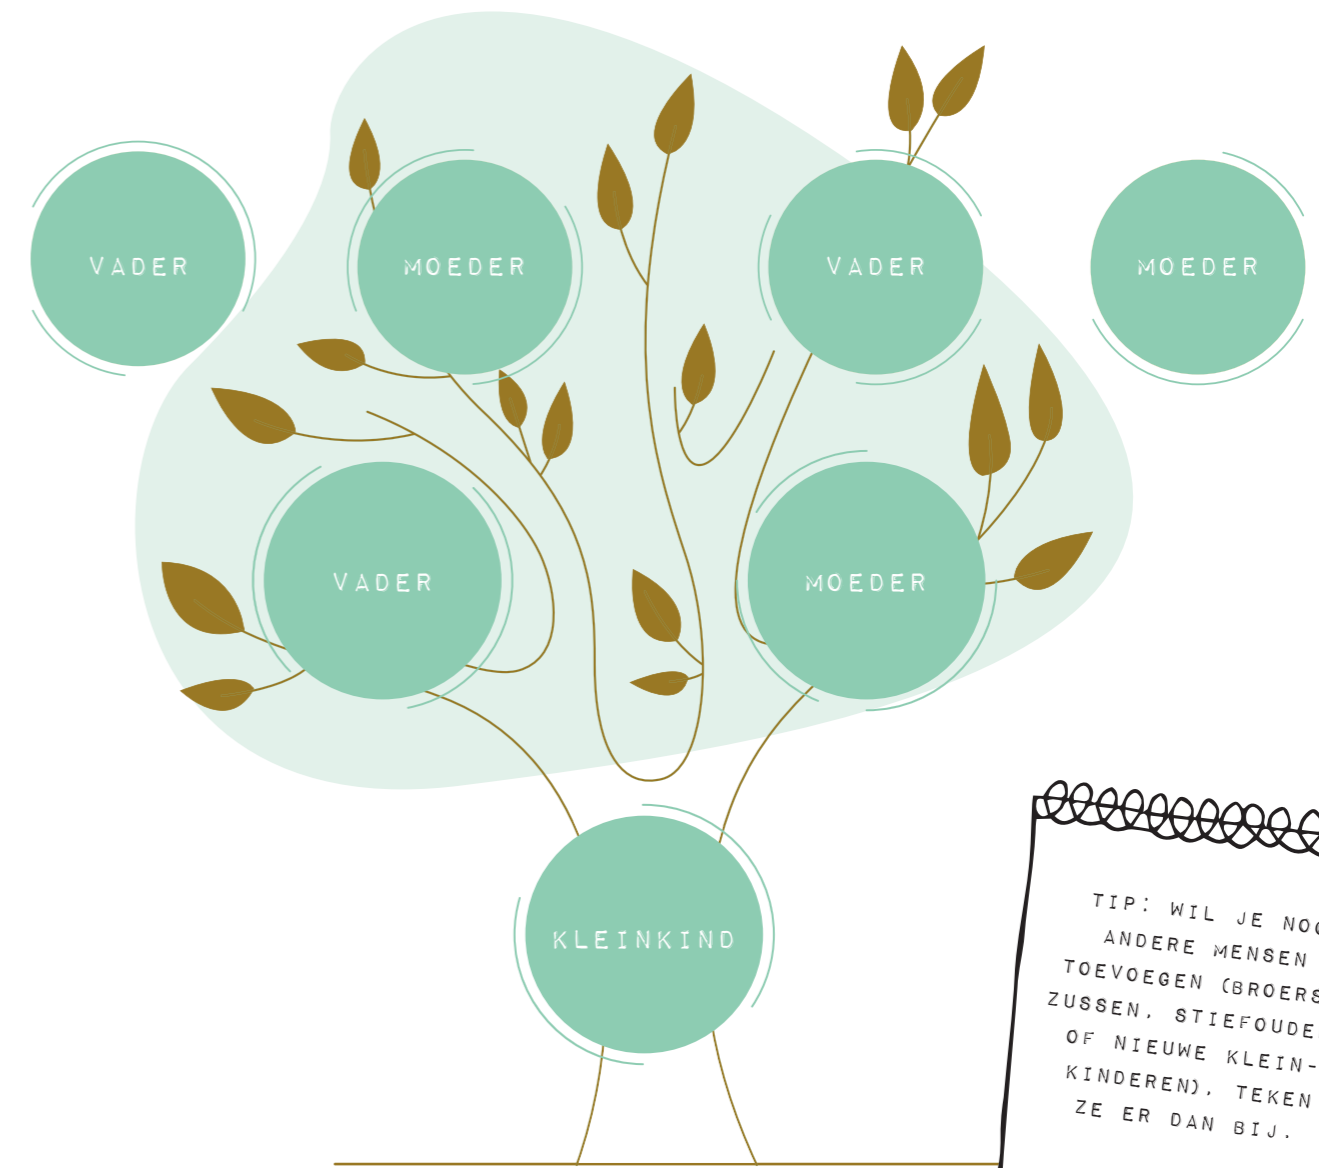 VADER
MOEDER
VADER
MOEDER
VADER
MOEDER
KLEINKIND
TIP: WIL JE
ANDERE MENSEN
TOEVOEGEN (BROERS
ZUSSEN, STIEFOUDE
OF NIEUWE KLEIN-
KINDEREN), TEKEN
ZE ER DAN BIJ.